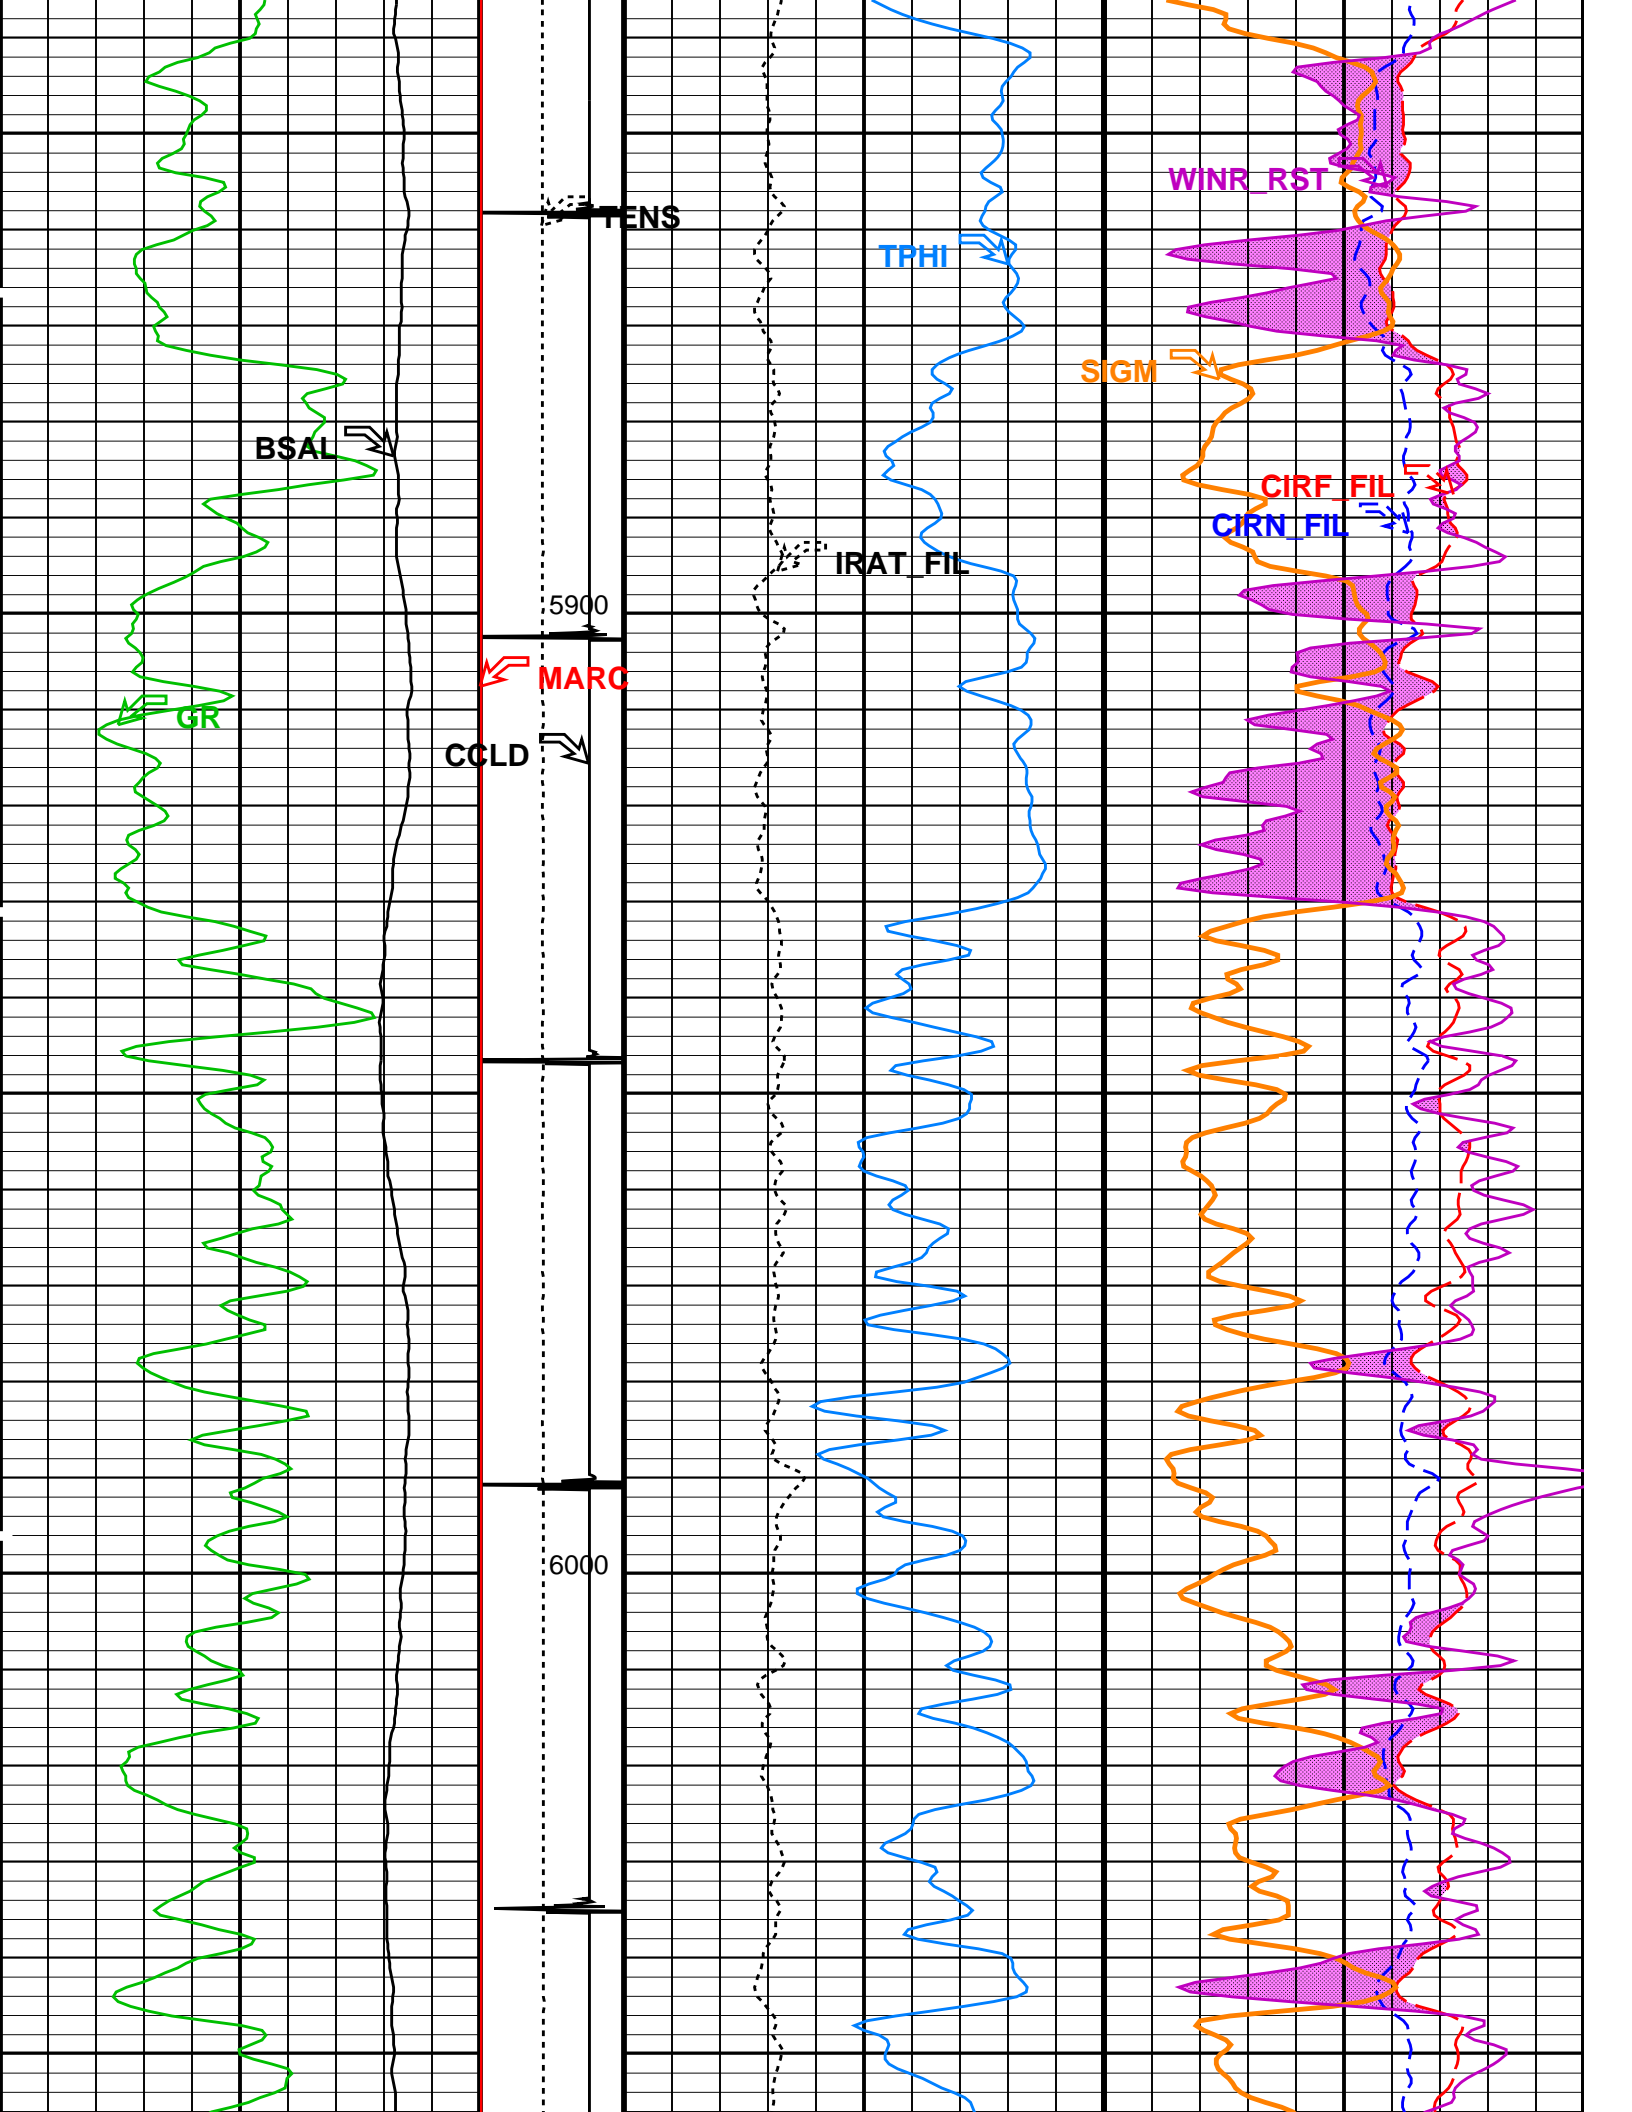 WINR_RST
TENS
TPHI
SIGM
BSAL
CIRF_FIL
CIRN_FIL
IRAT_FIL
5900
MARC
GR
CCLD
6000